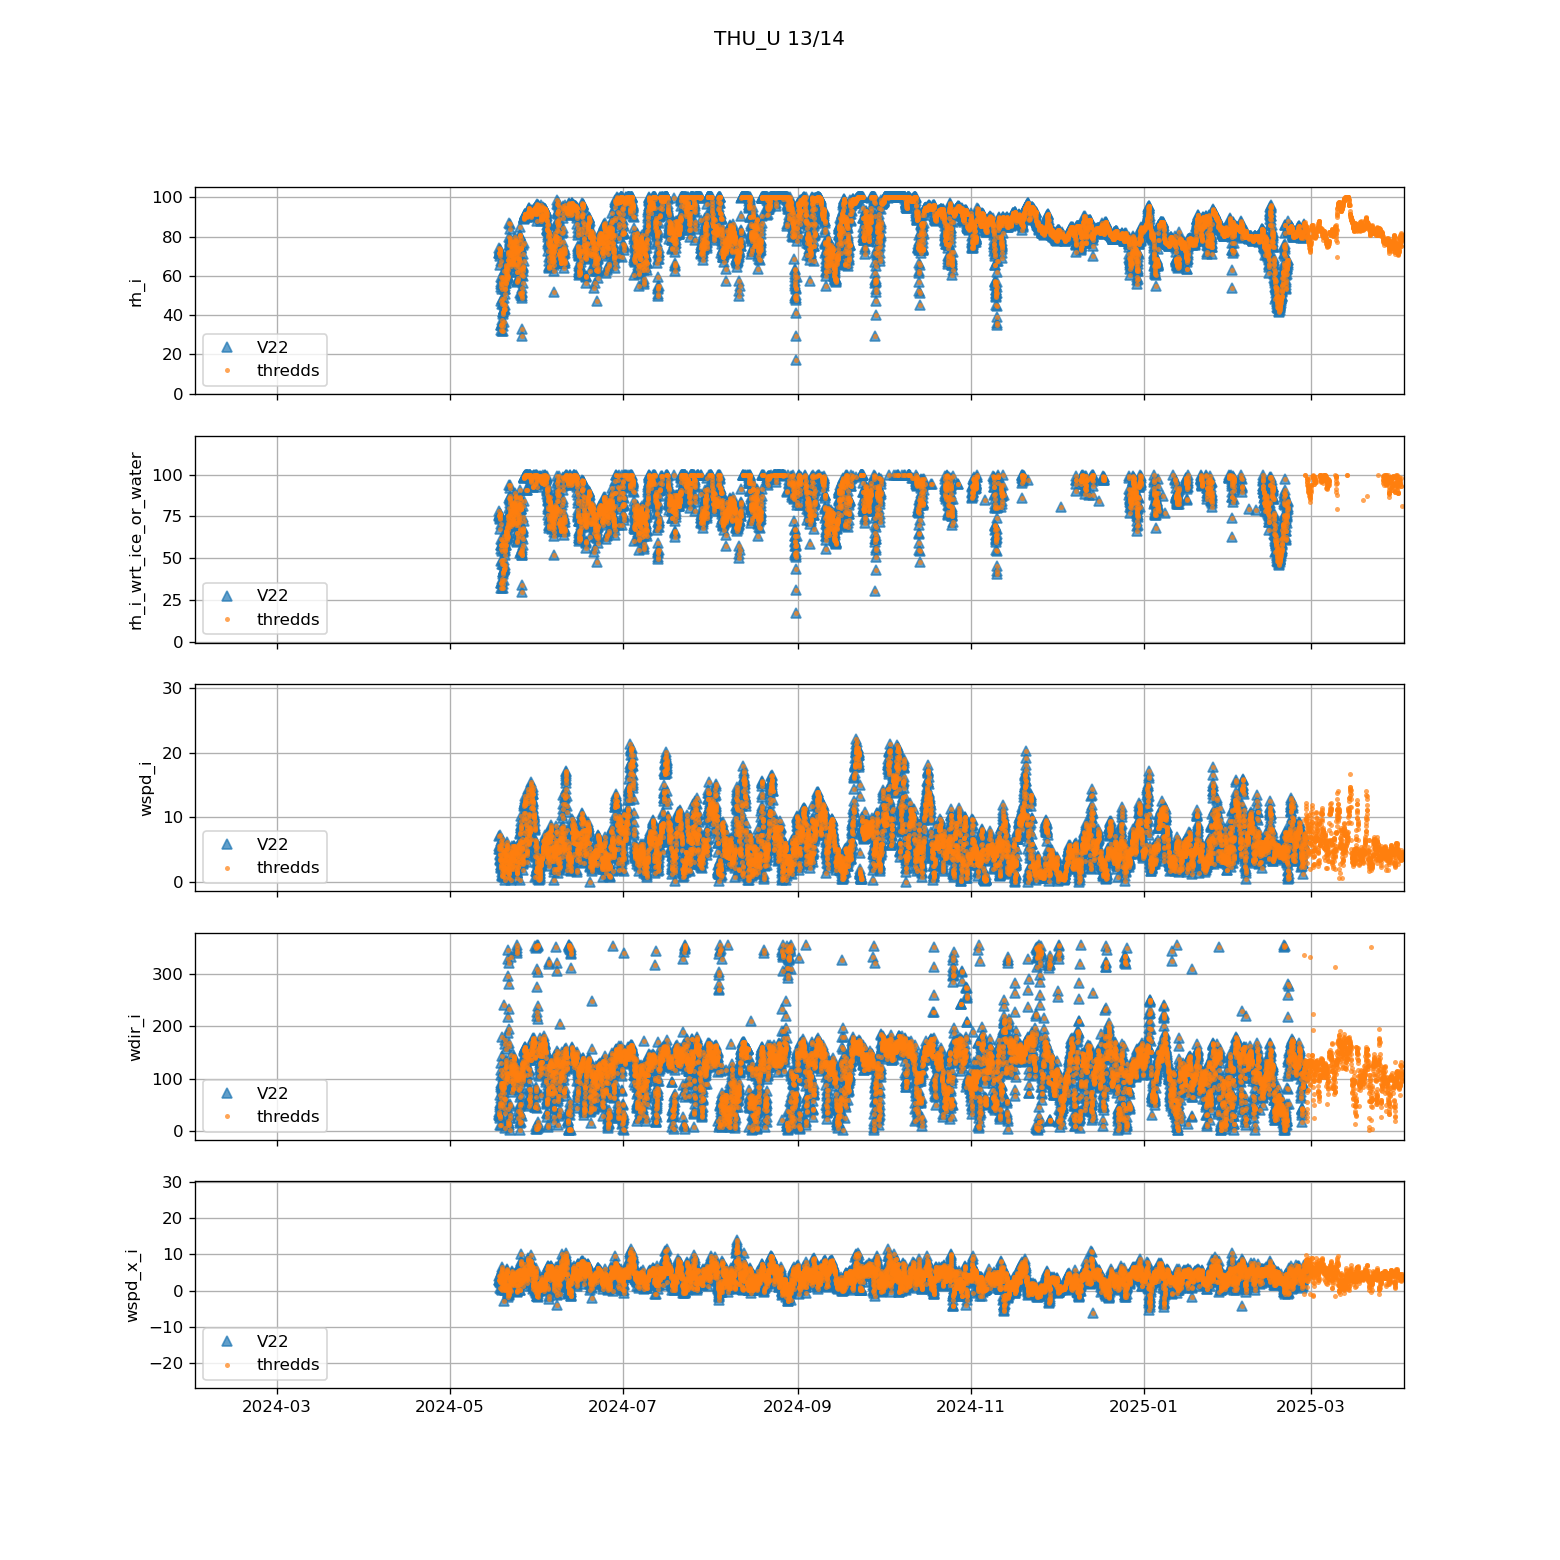 THU_U 13/14
100
80
60
40
20
0
rh_i
V22
thredds
100
75
50
25
0
rh_i_wrt_ice_or_water
V22
thredds
30
20
10
0
wspd_i
V22
thredds
300
200
100
0
wdir_i
V22
thredds
30
20
10
0
−10
−20
wspd_x_i
V22
thredds
2024-03 2024-05 2024-07 2024-09 2024-11 2025-01 2025-03